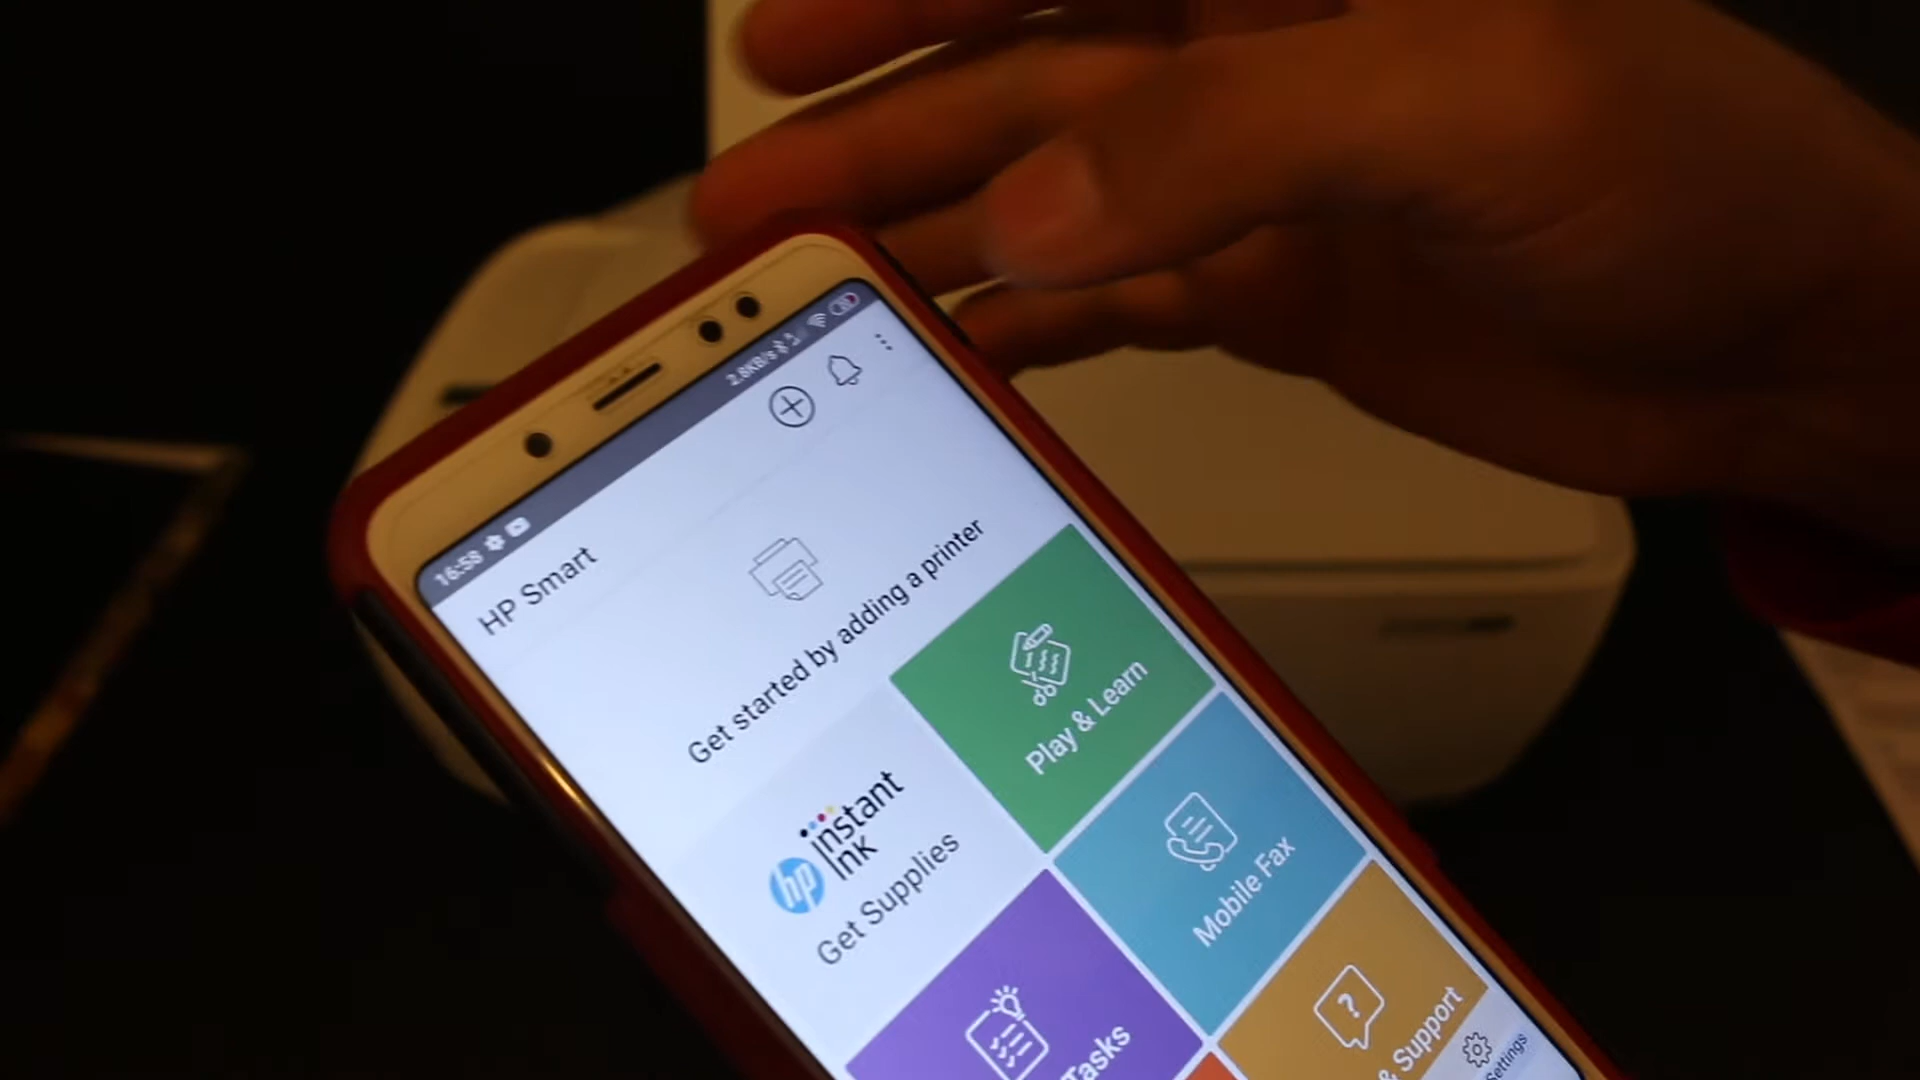 16:58
2.8KB/s
HP Smart
Get started by adding a printer
hp
instant
ink
Get Supplies
Play & Learn
Mobile Fax
Tasks
& Support
Settings